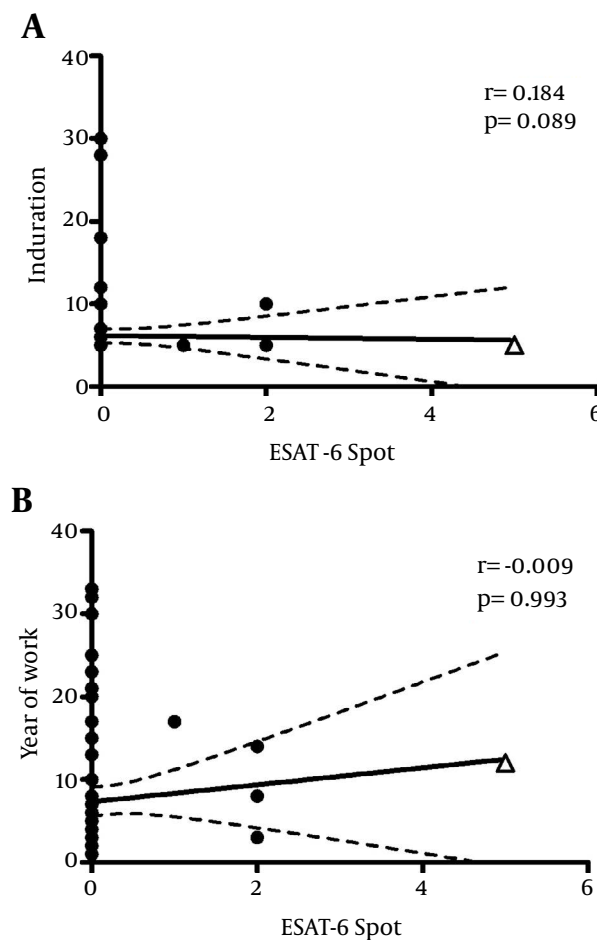 A
40
30
20
10
0
Induration
r= 0.184
p= 0.089
0 2 4 6
ESAT -6 Spot
B
40
30
20
10
0
Year of work
r= -0.009
p= 0.993
0 2 4 6
ESAT-6 Spot